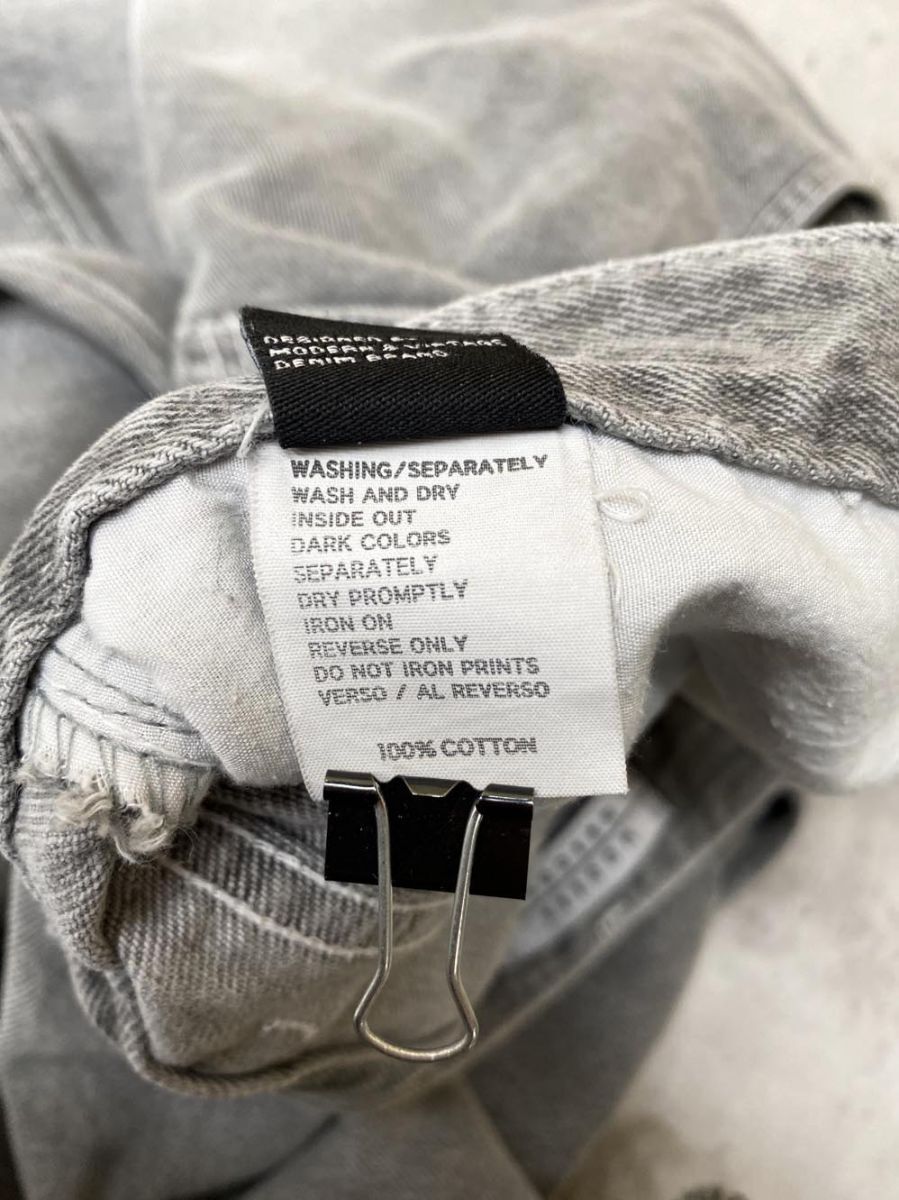 DESIGNED BY
MODERN & VINTAGE
DENIM BRAND
WASHING/SEPARATELY
WASH AND DRY
INSIDE OUT
DARK COLORS
SEPARATELY
DRY PROMPTLY
IRON ON
REVERSE ONLY
DO NOT IRON PRINTS
VERSO / AL REVERSO
100% COTTON